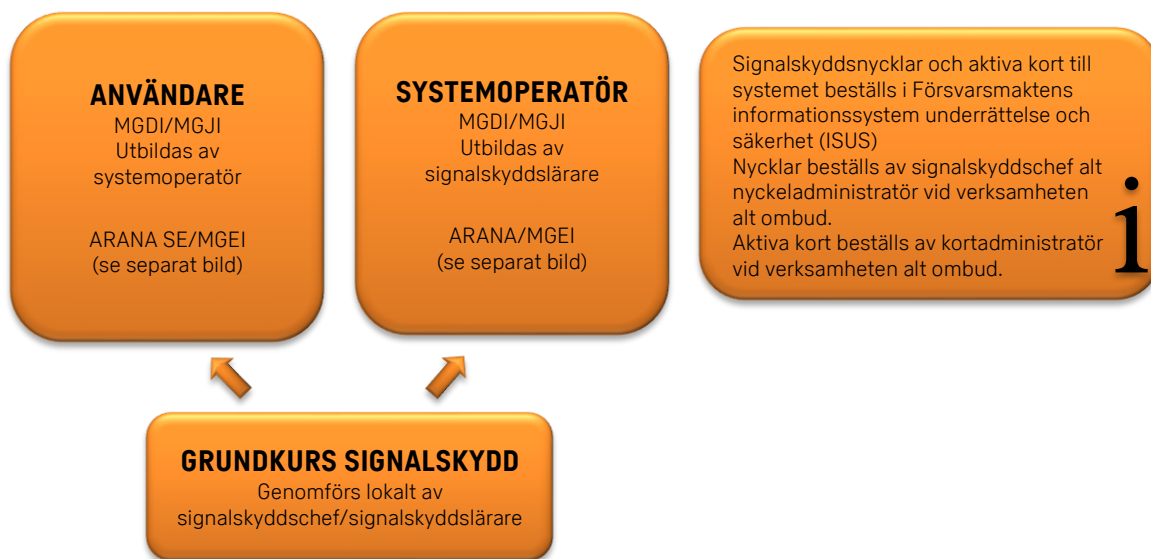 ANVÄNDARE
MGDI/MGJI
Utbildas av
systemoperatör
ARANA SE/MGEI
(se separat bild)
SYSTEMOPERATÖR
MGDI/MGJI
Utbildas av
signalskyddslärare
ARANA/MGEI
(se separat bild)
Signalskyddsnycklar och aktiva kort till
systemet beställs i Försvarsmaktens
informationssystem underrättelse och
säkerhet (ISUS)
Nycklar beställs av signalskyddschef alt
nyckeladministratör vid verksamheten
alt ombud.
Aktiva kort beställs av kortadministratör
vid verksamheten alt ombud.
i
GRUNDKURS SIGNALSKYDD
Genomförs lokalt av
signalskyddschef/signalskyddslärare